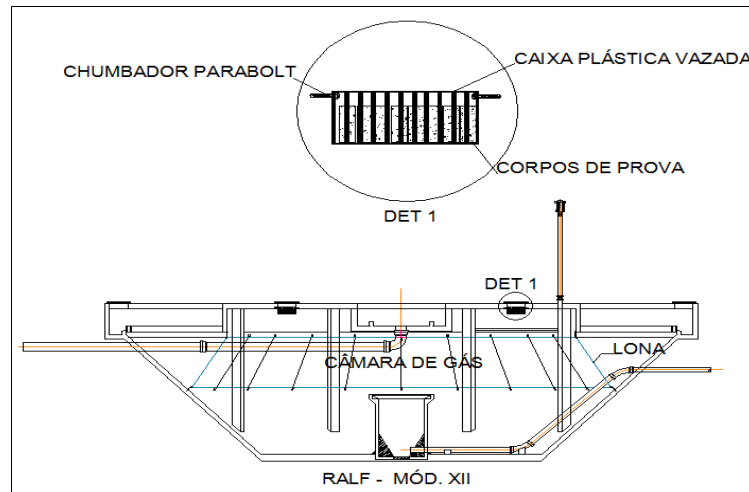 CHUMBADOR PARABOLT
CAIXA PLÁSTICA VAZADA
CORPOS DE PROVA
DET 1
DET 1
CÂMARA DE GÁS
LONA
RALF - MÓD. XII